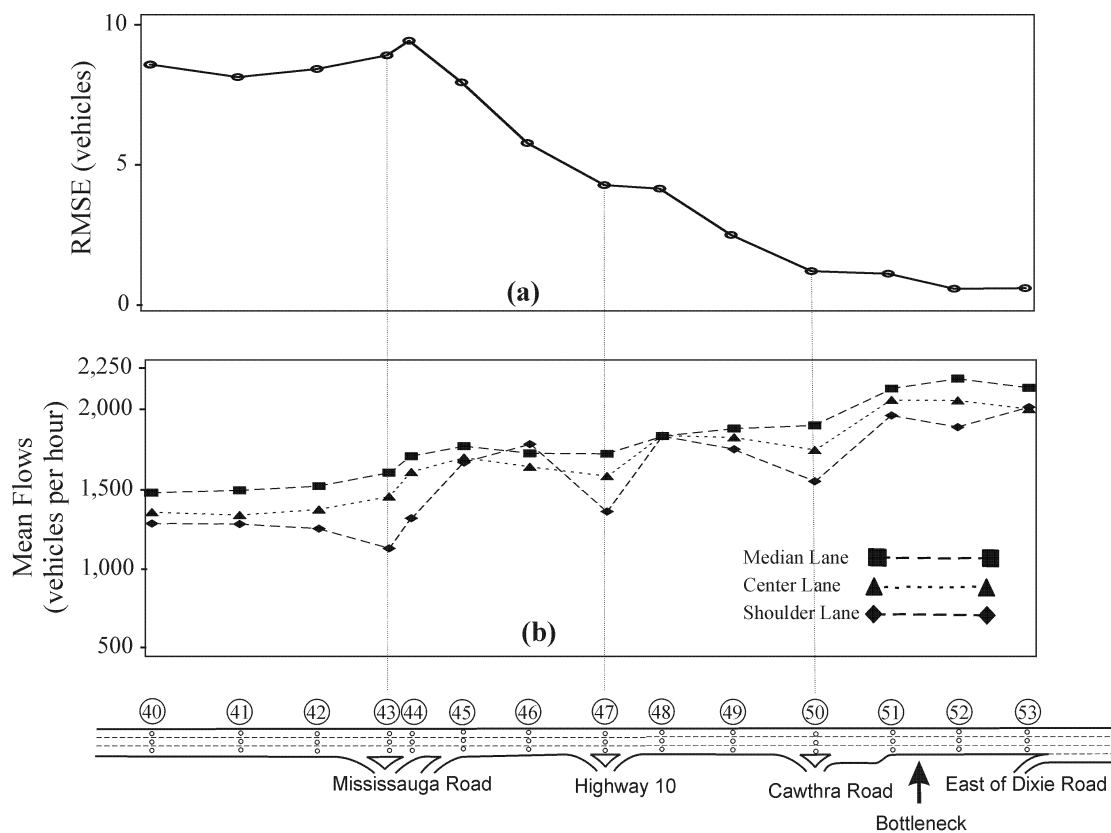 10
5
0
RMSE (vehicles)
(a)
2,250
2,000
1,500
1,000
500
Mean Flows
(vehicles per hour)
Median Lane
Center Lane
Shoulder Lane
(b)
40 41 42 43 44 45 46 47 48 49 50 51 52 53
Mississauga Road Highway 10 Cawthra Road East of Dixie Road
Bottleneck